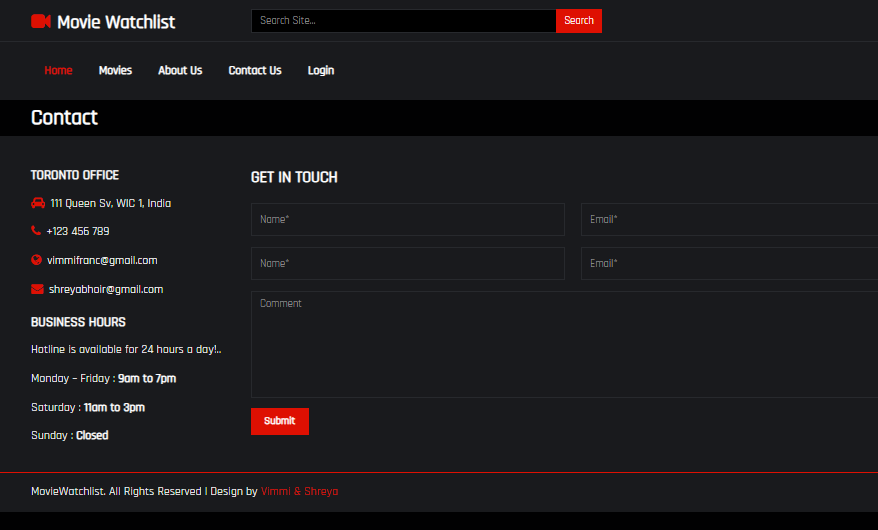 Movie Watchlist
Search Site...
Search
Home Movies About Us Contact Us Login
Contact
TORONTO OFFICE
111 Queen Sv, WIC 1, India
+123 456 789
vimmifranc@gmail.com
shreyabhoir@gmail.com
BUSINESS HOURS
Hotline is available for 24 hours a day!..
Monday – Friday : 9am to 7pm
Saturday : 11am to 3pm
Sunday : Closed
GET IN TOUCH
Name* Email*
Name* Email*
Comment
Submit
MovieWatchlist. All Rights Reserved | Design by Vimmi & Shreya